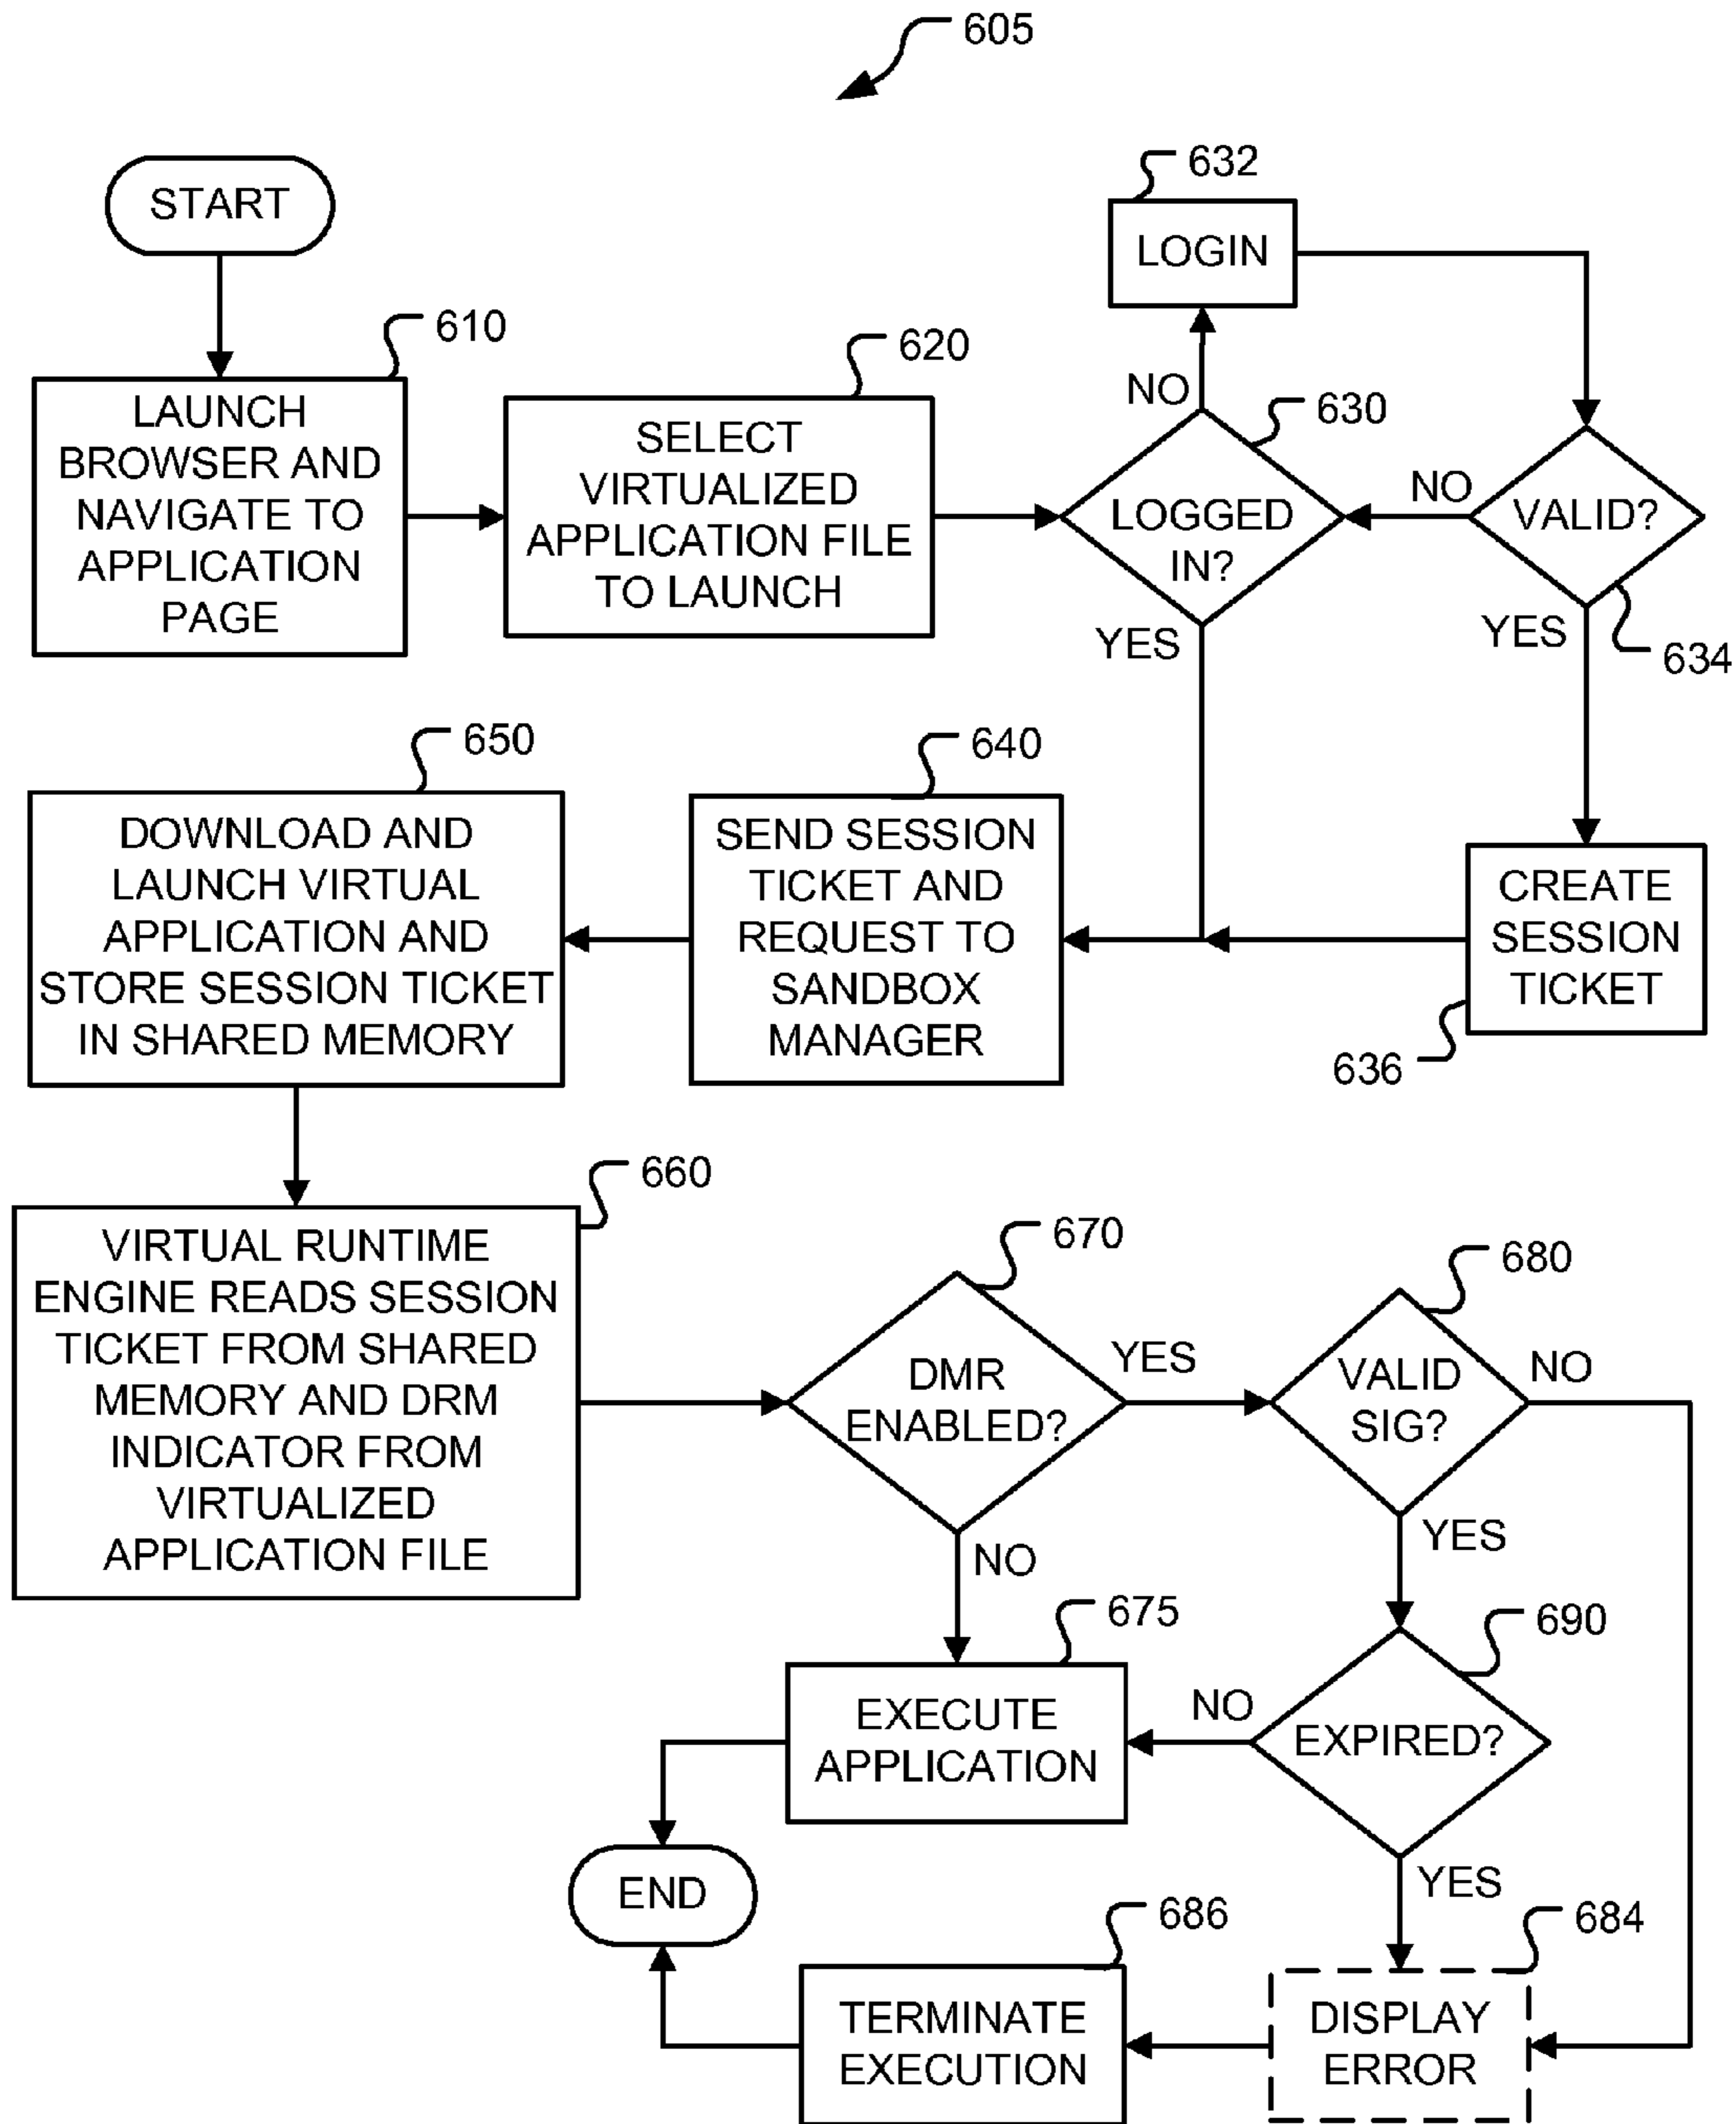 605
START
632
LOGIN
610
LAUNCH
BROWSER AND
NAVIGATE TO
APPLICATION
PAGE
620
SELECT
VIRTUALIZED
APPLICATION FILE
TO LAUNCH
NO
630
LOGGED
IN?
YES
NO
VALID?
YES
634
650
DOWNLOAD AND
LAUNCH VIRTUAL
APPLICATION AND
STORE SESSION TICKET
IN SHARED MEMORY
640
SEND SESSION
TICKET AND
REQUEST TO
SANDBOX
MANAGER
CREATE
SESSION
TICKET
636
660
VIRTUAL RUNTIME
ENGINE READS SESSION
TICKET FROM SHARED
MEMORY AND DRM
INDICATOR FROM
VIRTUALIZED
APPLICATION FILE
670
DMR
ENABLED?
YES
NO
680
VALID
SIG?
NO
YES
675
EXECUTE
APPLICATION
690
NO
EXPIRED?
YES
END
686
TERMINATE
EXECUTION
684
DISPLAY
ERROR